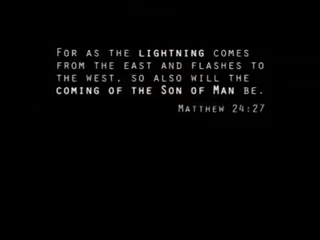 For as the lightning comes
from the east and flashes to
the west, so also will the
coming of the Son of Man be.
Matthew 24:27